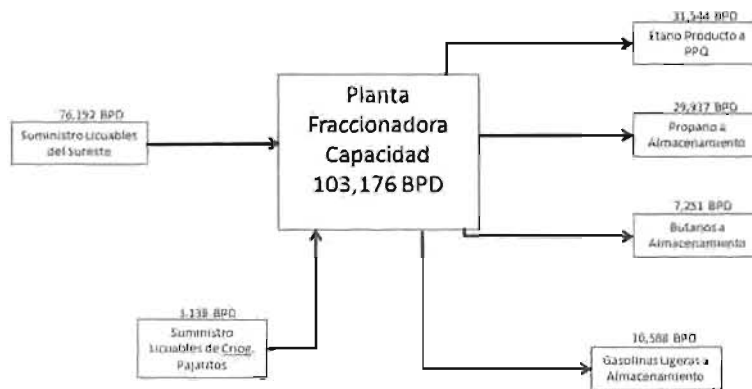 31,544 BPD
Etano Producto a
PPQ
76,192 BPD
Suministro Licuables
del Sureste
Planta
Fraccionadora
Capacidad
103,176 BPD
29,937 BPD
Propano a
Almacenamiento
7,251 BPD
Butanos a
Almacenamiento
3,138 BPD
Suministro
Licuables de Criog.
Pajaritos
10,588 BPD
Gasolinas Ligeras a
Almacenamiento